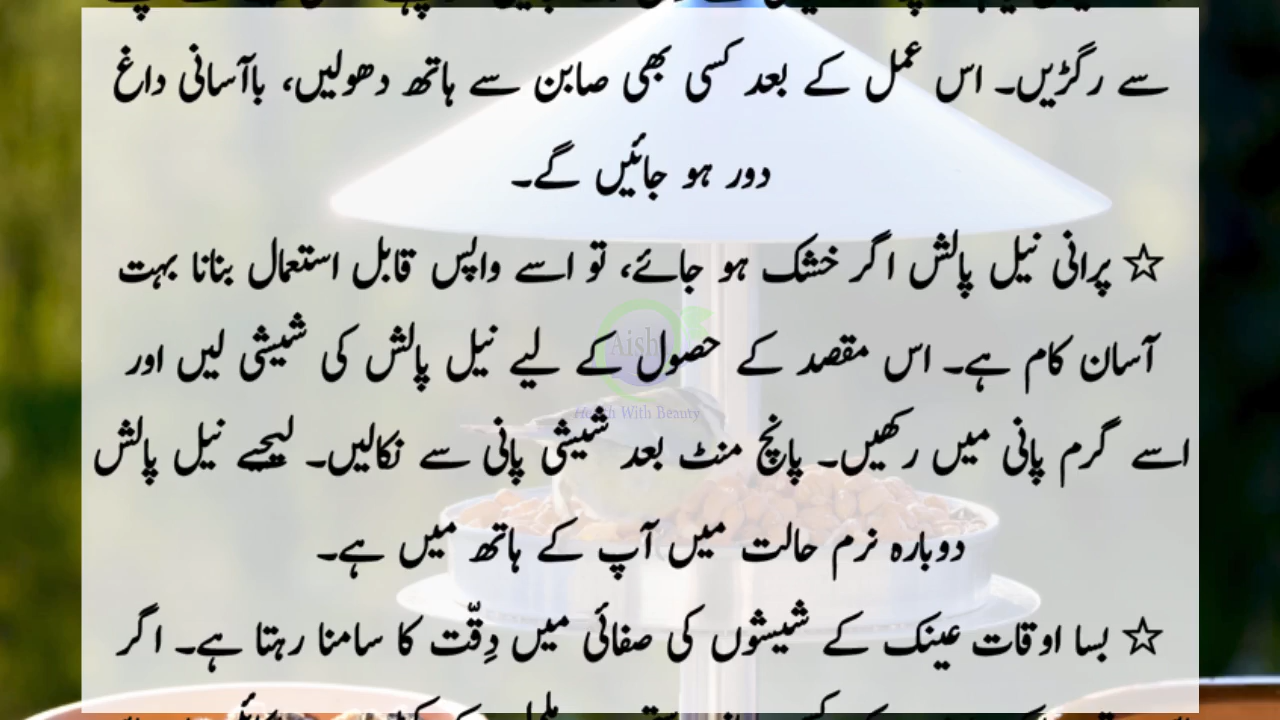 سے رگڑیں۔ اس عمل کے بعد کسی بھی صابن سے ہاتھ دھولیں، باآسانی داغ
دور ہو جائیں گے۔
☆ پرانی نیل پالش اگر خشک ہو جائے، تو اسے واپس قابل استعمال بنانا بہت
آسان کام ہے۔ اس مقصد کے حصول کے لیے نیل پالش کی شیشی لیں اور
Aish
Health With Beauty
اسے گرم پانی میں رکھیں۔ پانچ منٹ بعد شیشی پانی سے نکالیں۔ لیجیے نیل پالش
دوبارہ نرم حالت میں آپ کے ہاتھ میں ہے۔
☆ بسا اوقات عینک کے شیشوں کی صفائی میں دِقّت کا سامنا رہتا ہے۔ اگر